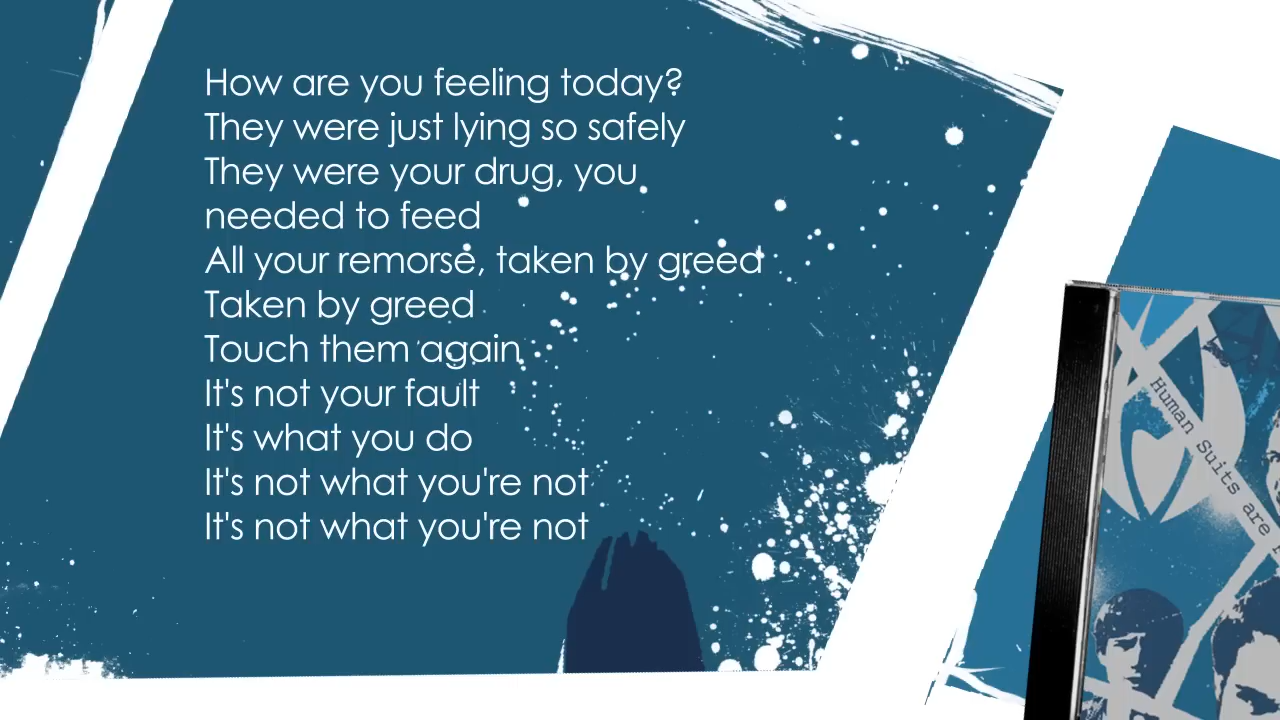 How are you feeling today?
They were just lying so safely
They were your drug, you
needed to feed
All your remorse, taken by greed
Taken by greed
Touch them again
It's not your fault
It's what you do
It's not what you're not
It's not what you're not
Human Suits are